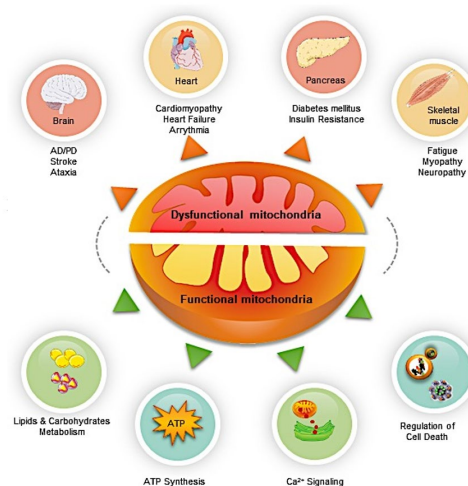 Heart
Pancreas
Brain
Skeletal
muscle
Cardiomyopathy
Heart Failure
Arrythmia
Diabetes mellitus
Insulin Resistance
AD/PD
Stroke
Ataxia
Fatigue
Myopathy
Neuropathy
Dysfunctional mitochondria
Functional mitochondria
Lipids & Carbohydrates
Metabolism
ATP
ATP Synthesis
Ca²⁺ Signaling
Regulation of
Cell Death